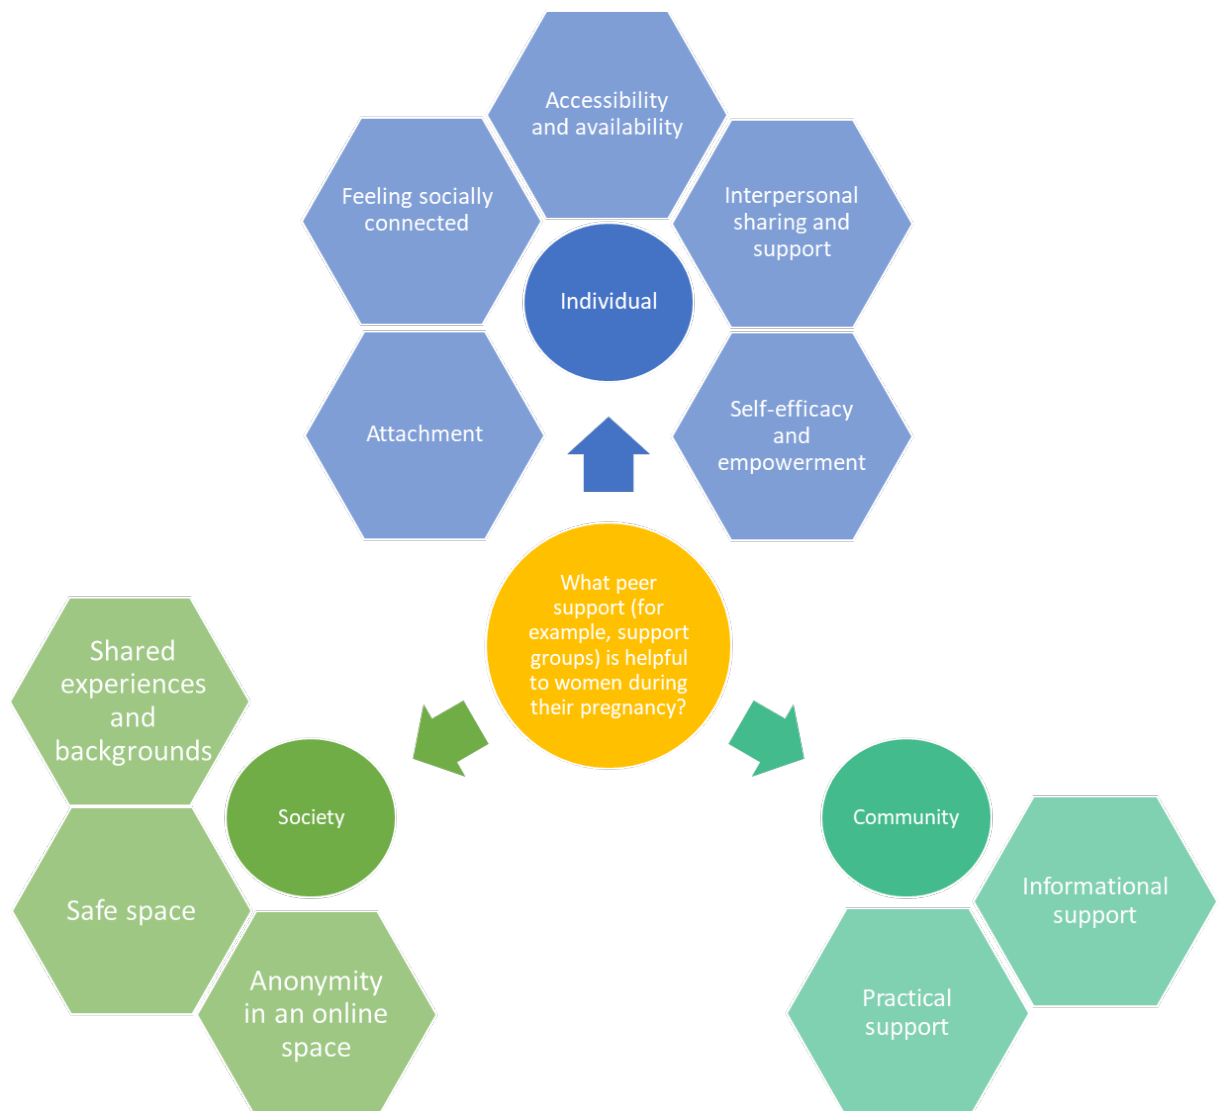 Accessibility
and availability
Feeling socially
connected
Interpersonal
sharing and
support
Individual
Attachment
Self-efficacy
and
empowerment
What peer
support (for
example, support
groups) is helpful
to women during
their pregnancy?
Shared
experiences
and
backgrounds
Society
Safe space
Anonymity
in an online
space
Community
Informational
support
Practical
support